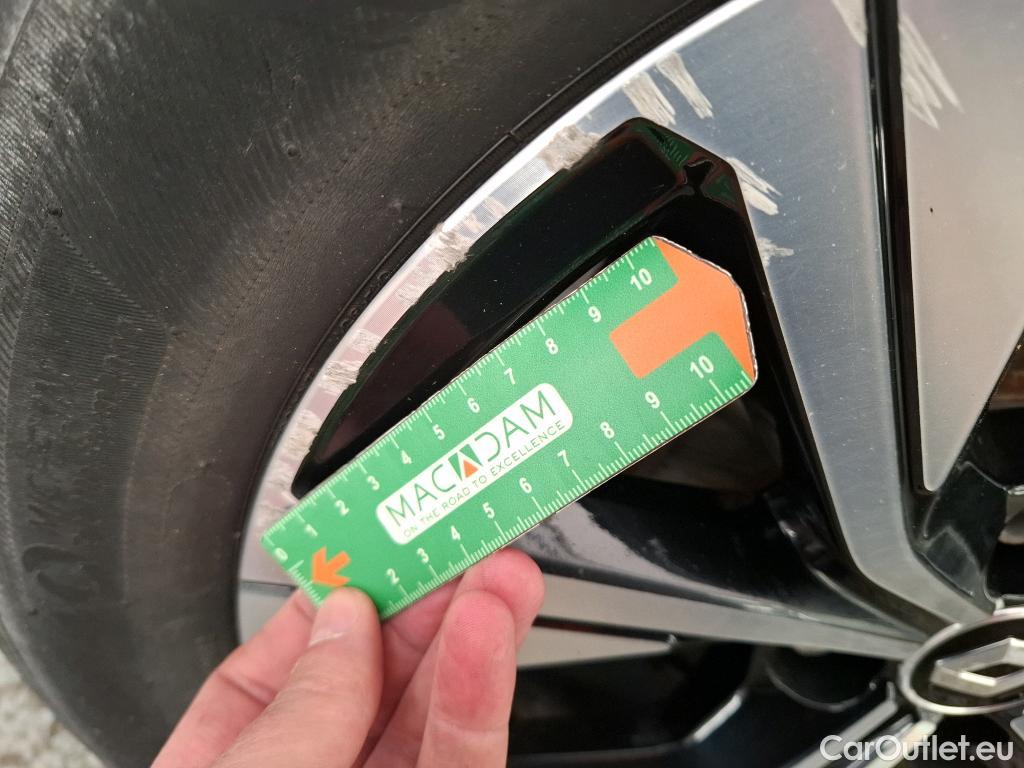 0 1 2 3 4 5 6 7 8 9 10
MACADAM
ON THE ROAD TO EXCELLENCE
2 3 4 5 6 7 8 9 10
CarOutlet.eu